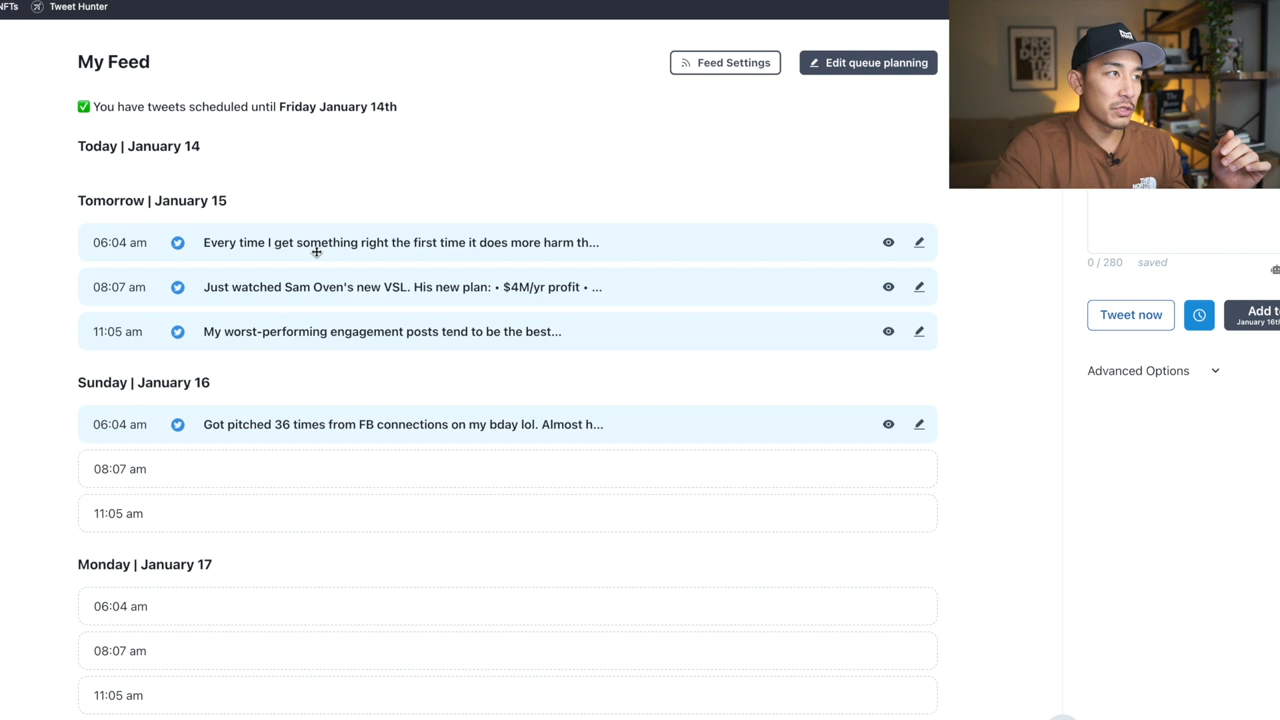 NFTs Tweet Hunter
My Feed
Feed Settings
Edit queue planning
✅ You have tweets scheduled until Friday January 14th
Today | January 14
Tomorrow | January 15
06:04 am Every time I get something right the first time it does more harm th...
08:07 am Just watched Sam Oven's new VSL. His new plan: • $4M/yr profit • ...
11:05 am My worst-performing engagement posts tend to be the best...
Sunday | January 16
06:04 am Got pitched 36 times from FB connections on my bday lol. Almost h...
08:07 am
11:05 am
Monday | January 17
06:04 am
08:07 am
11:05 am
PRO
DUC
TIZ
0 / 280 saved
Tweet now
Add to
January 16th
Advanced Options